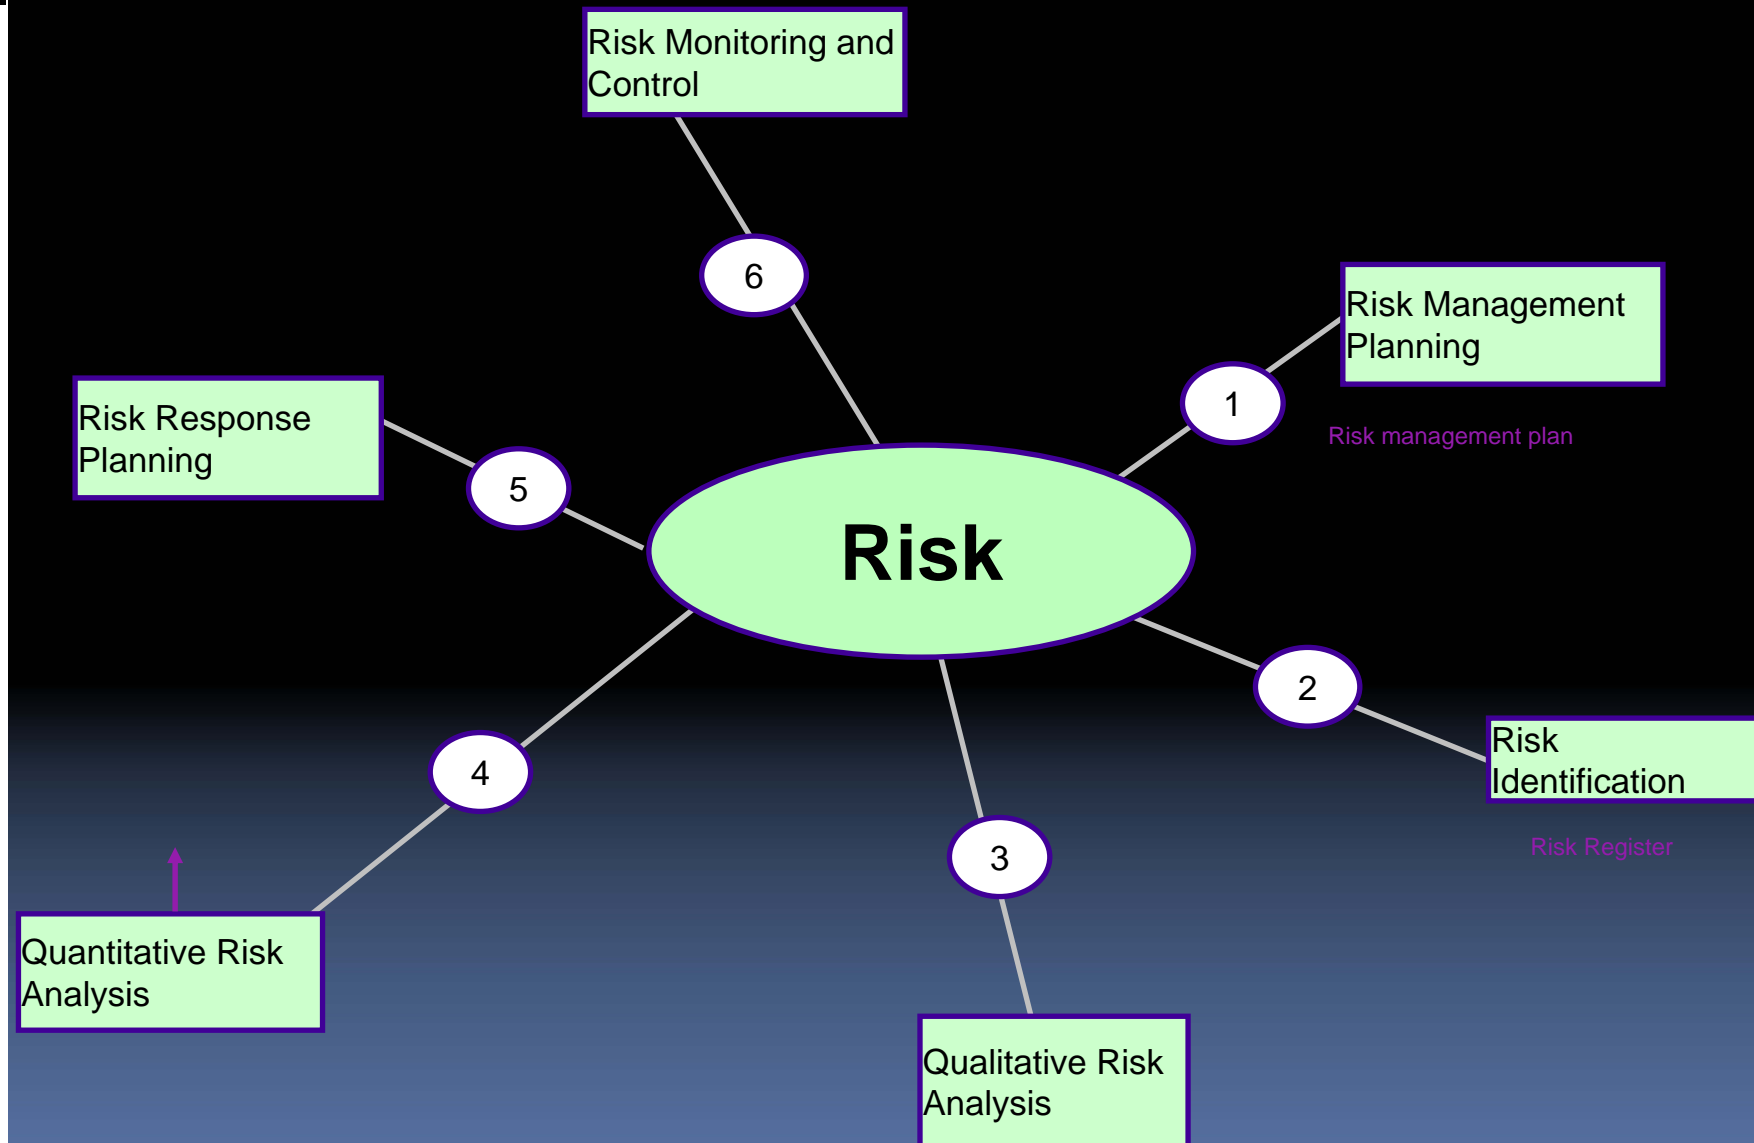 Risk Monitoring and
Control
6
Risk Management
Planning
1
Risk management plan
Risk Response
Planning
5
Risk
2
Risk
Identification
Risk Register
4
3
Quantitative Risk
Analysis
Qualitative Risk
Analysis